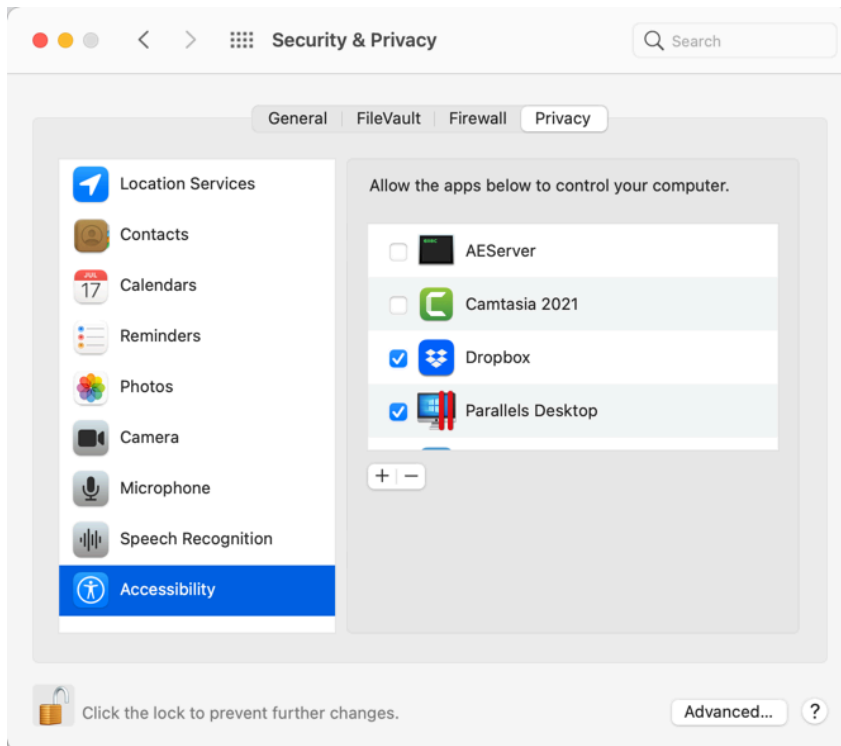 Security & Privacy
Search
General FileVault Firewall Privacy
Location Services
Contacts
JUL
17
Calendars
Reminders
Photos
Camera
Microphone
Speech Recognition
Accessibility
Allow the apps below to control your computer.
AEServer
Camtasia 2021
Dropbox
Parallels Desktop
+ −
Click the lock to prevent further changes.
Advanced... ?